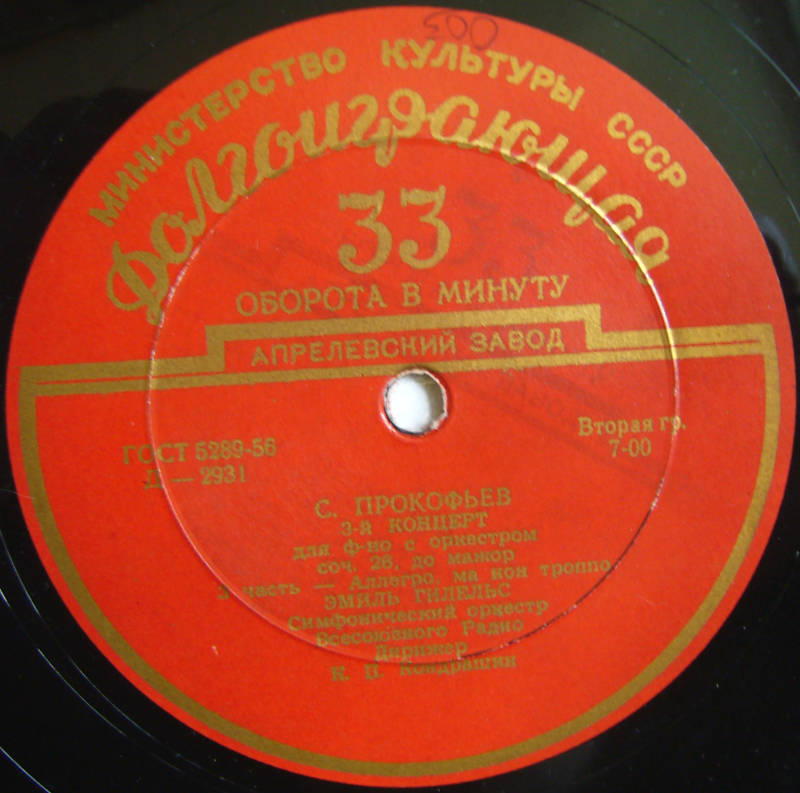 500
МИНИСТЕРСТВО КУЛЬТУРЫ СССР
Долгоиграющая
33
ОБОРОТА В МИНУТУ
АПРЕЛЕВСКИЙ ЗАВОД
ГОСТ 5289-56
Д — 2931
Вторая гр.
7-00
С. ПРОКОФЬЕВ
3-й КОНЦЕРТ
для ф-но с оркестром
соч. 26, до мажор
3 часть — Аллегро, ма нон троппо
ЭМИЛЬ ГИЛЕЛЬС
Симфонический оркестр
Всесоюзного Радио
Дирижер
К. П. Кондрашин